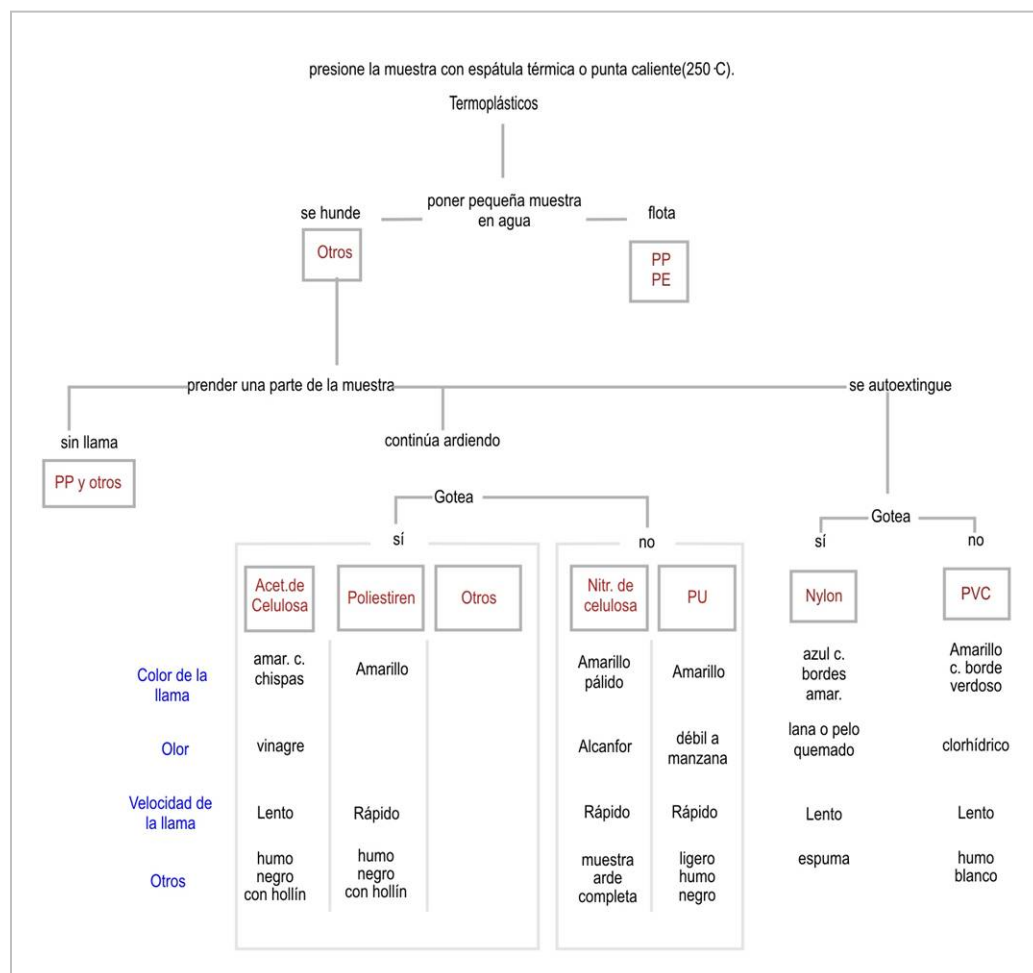 presione la muestra con espátula térmica o punta caliente(250 ·C).
Termoplásticos
poner pequeña muestra
en agua
se hunde
flota
Otros
PP
PE
prender una parte de la muestra
se autoextingue
sin llama
continúa ardiendo
PP y otros
Gotea
Gotea
sí
no
sí
no
Acet.de
Celulosa
Poliestiren
Otros
Nitr. de
celulosa
PU
Nylon
PVC
Color de la
llama
amar. c.
chispas
Amarillo
Amarillo
pálido
Amarillo
azul c.
bordes
amar.
Amarillo
c. borde
verdoso
Olor
vinagre
Alcanfor
débil a
manzana
lana o pelo
quemado
clorhídrico
Velocidad de
la llama
Lento
Rápido
Rápido
Rápido
Lento
Lento
Otros
humo
negro
con hollín
humo
negro
con hollín
muestra
arde
completa
ligero
humo
negro
espuma
humo
blanco